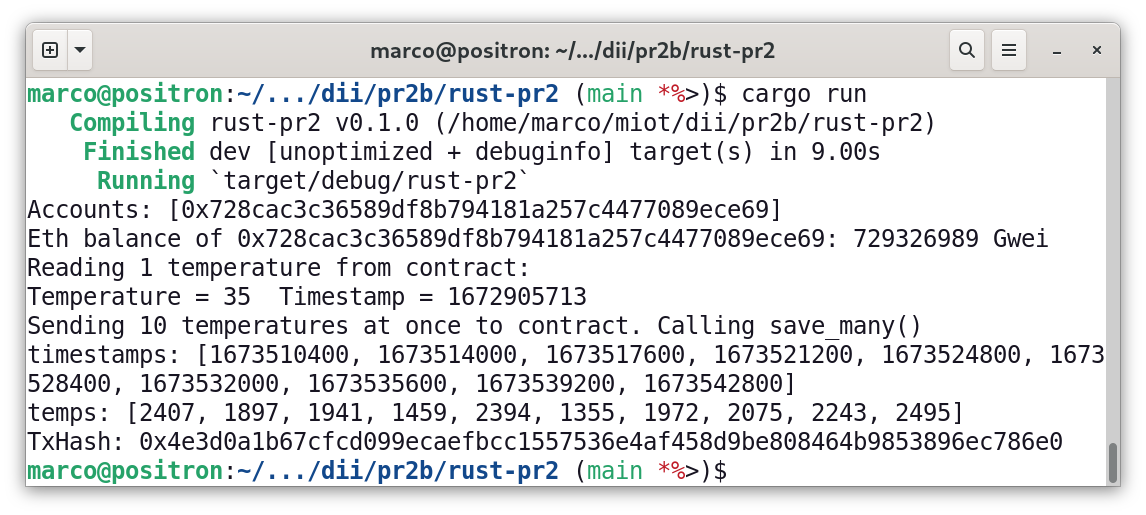 marco@positron: ~/.../dii/pr2b/rust-pr2
marco@positron:~/.../dii/pr2b/rust-pr2 (main *%>)$ cargo run
   Compiling rust-pr2 v0.1.0 (/home/marco/miot/dii/pr2b/rust-pr2)
    Finished dev [unoptimized + debuginfo] target(s) in 9.00s
     Running `target/debug/rust-pr2`
Accounts: [0x728cac3c36589df8b794181a257c4477089ece69]
Eth balance of 0x728cac3c36589df8b794181a257c4477089ece69: 729326989 Gwei
Reading 1 temperature from contract:
Temperature = 35  Timestamp = 1672905713
Sending 10 temperatures at once to contract. Calling save_many()
timestamps: [1673510400, 1673514000, 1673517600, 1673521200, 1673524800, 1673
528400, 1673532000, 1673535600, 1673539200, 1673542800]
temps: [2407, 1897, 1941, 1459, 2394, 1355, 1972, 2075, 2243, 2495]
TxHash: 0x4e3d0a1b67cfcd099ecaefbcc1557536e4af458d9be808464b9853896ec786e0
marco@positron:~/.../dii/pr2b/rust-pr2 (main *%>)$